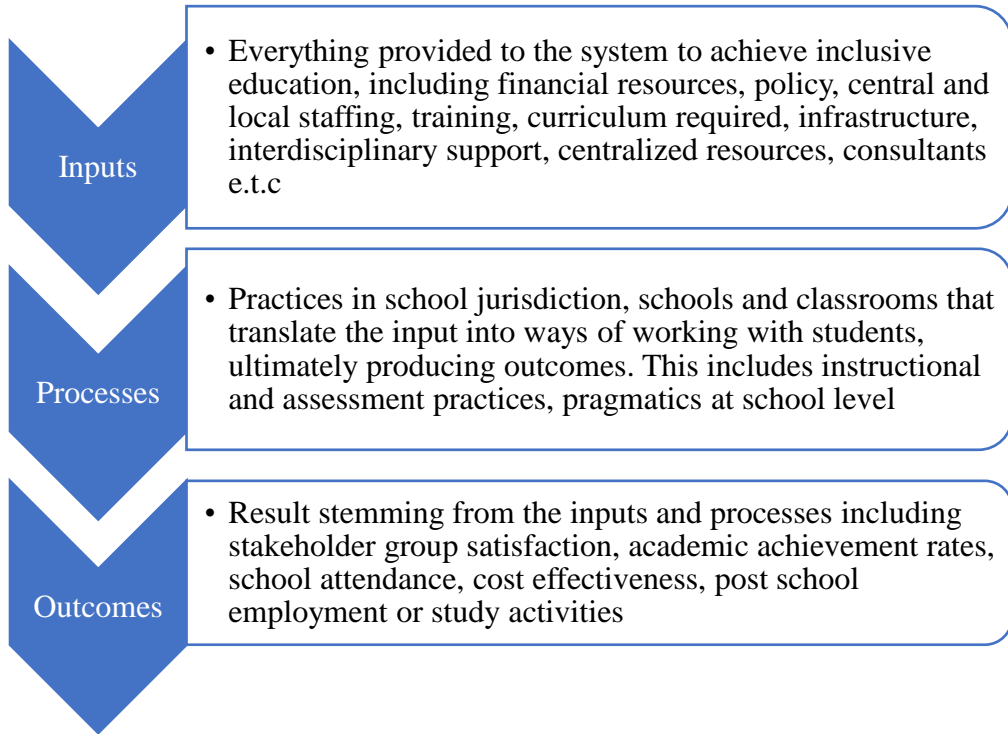 Inputs
• Everything provided to the system to achieve inclusive
education, including financial resources, policy, central and
local staffing, training, curriculum required, infrastructure,
interdisciplinary support, centralized resources, consultants
e.t.c
Processes
• Practices in school jurisdiction, schools and classrooms that
translate the input into ways of working with students,
ultimately producing outcomes. This includes instructional
and assessment practices, pragmatics at school level
Outcomes
• Result stemming from the inputs and processes including
stakeholder group satisfaction, academic achievement rates,
school attendance, cost effectiveness, post school
employment or study activities